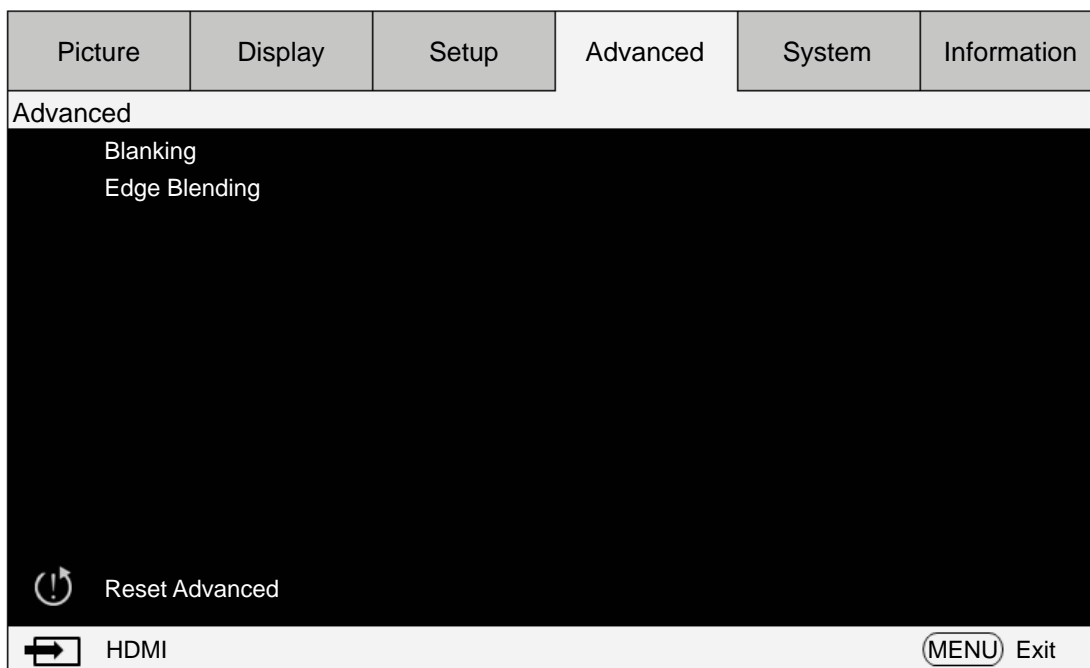 Picture Display Setup Advanced System Information
Advanced
Blanking
Edge Blending
Reset Advanced
HDMI MENU Exit